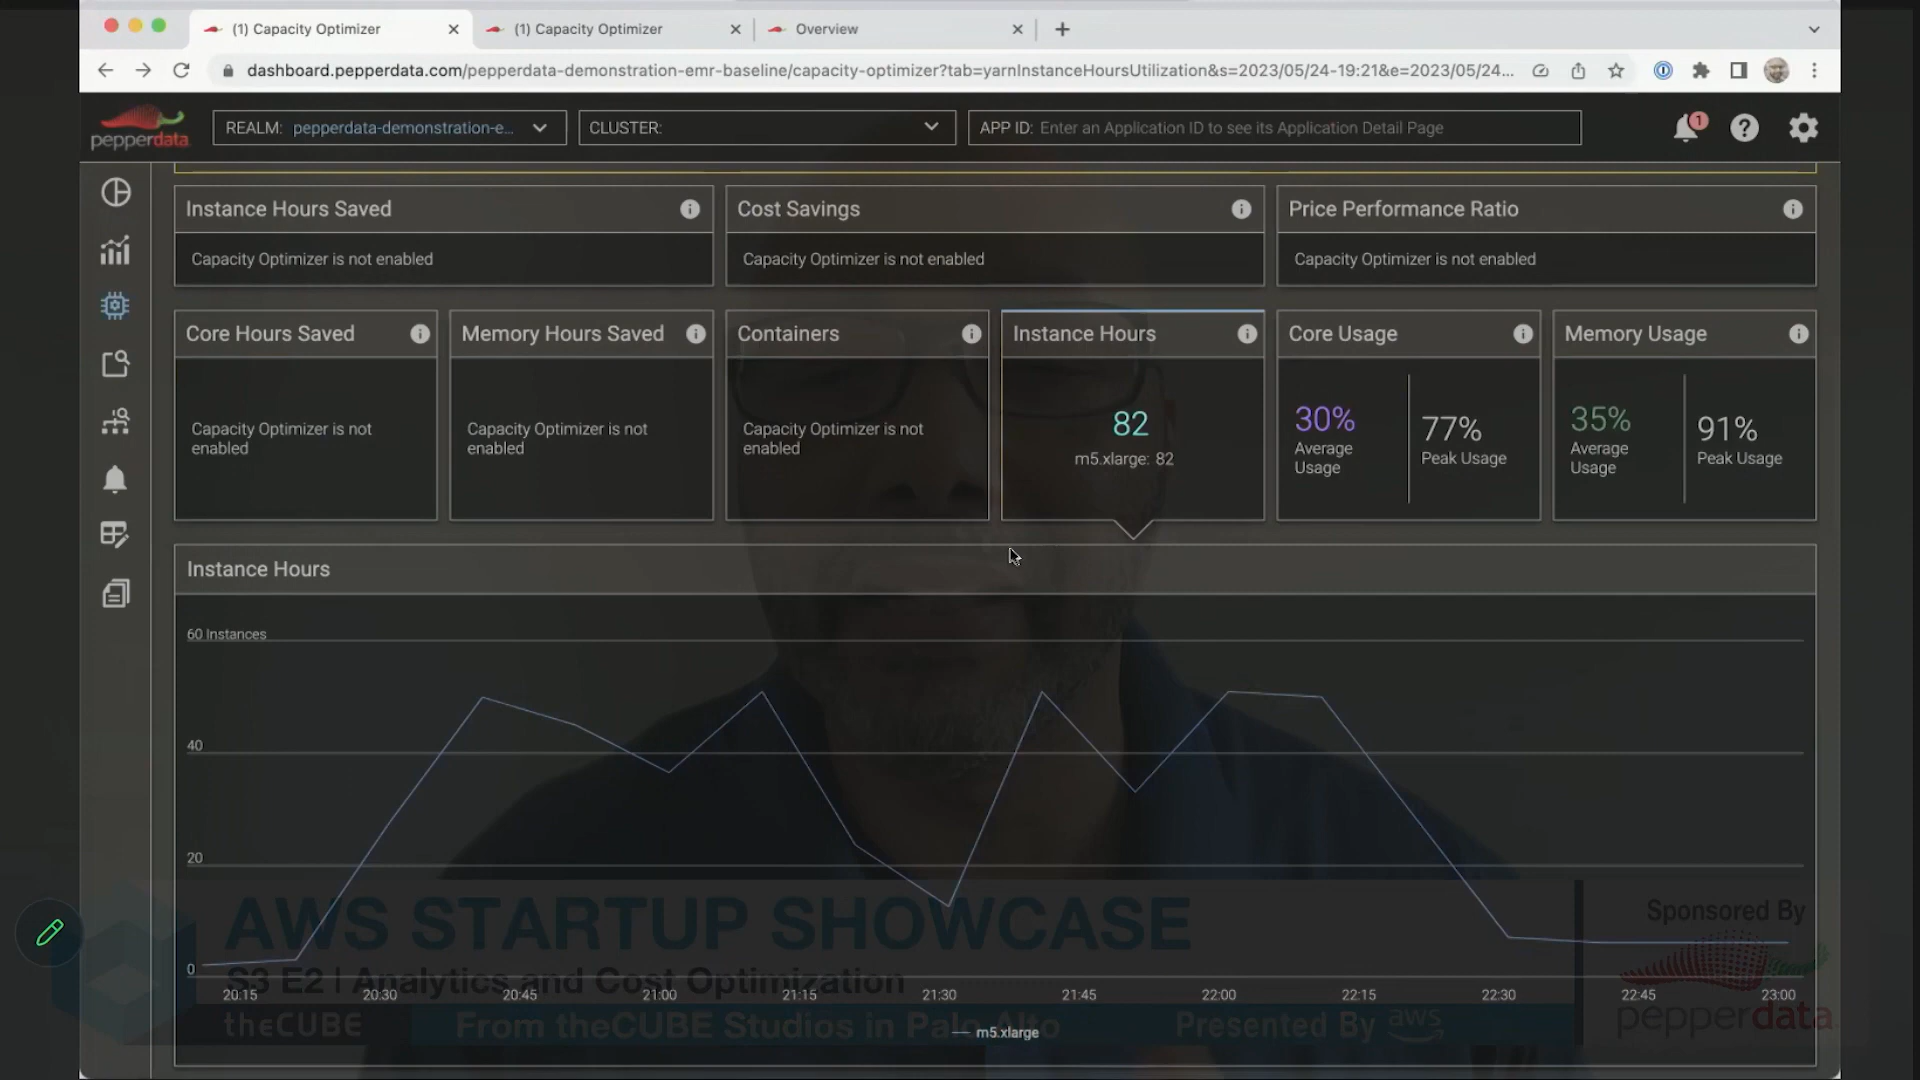 (1) Capacity Optimizer
(1) Capacity Optimizer
Overview
dashboard.pepperdata.com/pepperdata-demonstration-emr-baseline/capacity-optimizer?tab=yarnInstanceHoursUtilization&s=2023/05/24-19:21&e=2023/05/24...
pepperdata
REALM: pepperdata-demonstration-e...
CLUSTER:
APP ID: Enter an Application ID to see its Application Detail Page
1
Instance Hours Saved
Capacity Optimizer is not enabled
Cost Savings
Capacity Optimizer is not enabled
Price Performance Ratio
Capacity Optimizer is not enabled
Core Hours Saved
Capacity Optimizer is not
enabled
Memory Hours Saved
Capacity Optimizer is not
enabled
Containers
Capacity Optimizer is not
enabled
Instance Hours
82
m5.xlarge: 82
Core Usage
30%
Average
Usage
77%
Peak Usage
Memory Usage
35%
Average
Usage
91%
Peak Usage
Instance Hours
60 Instances
40
20
0
20:15 20:30 20:45 21:00 21:15 21:30 21:45 22:00 22:15 22:30 22:45 23:00
m5.xlarge
AWS STARTUP SHOWCASE
S3 E2 | Analytics and Cost Optimization
theCUBE
From theCUBE Studios in Palo Alto
Presented By aws
Sponsored By
pepperdata